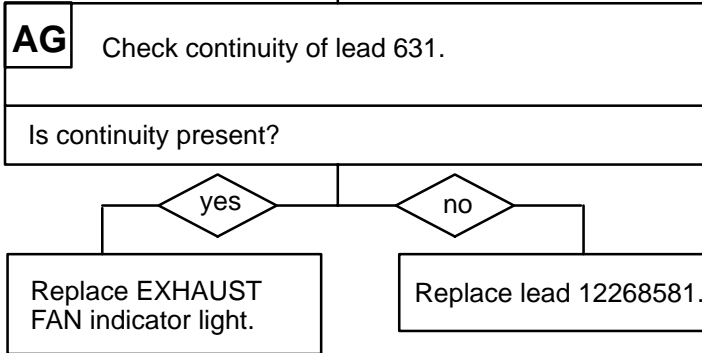 AG
Check continuity of lead 631.
Is continuity present?
yes
no
Replace EXHAUST
FAN indicator light.
Replace lead 12268581.